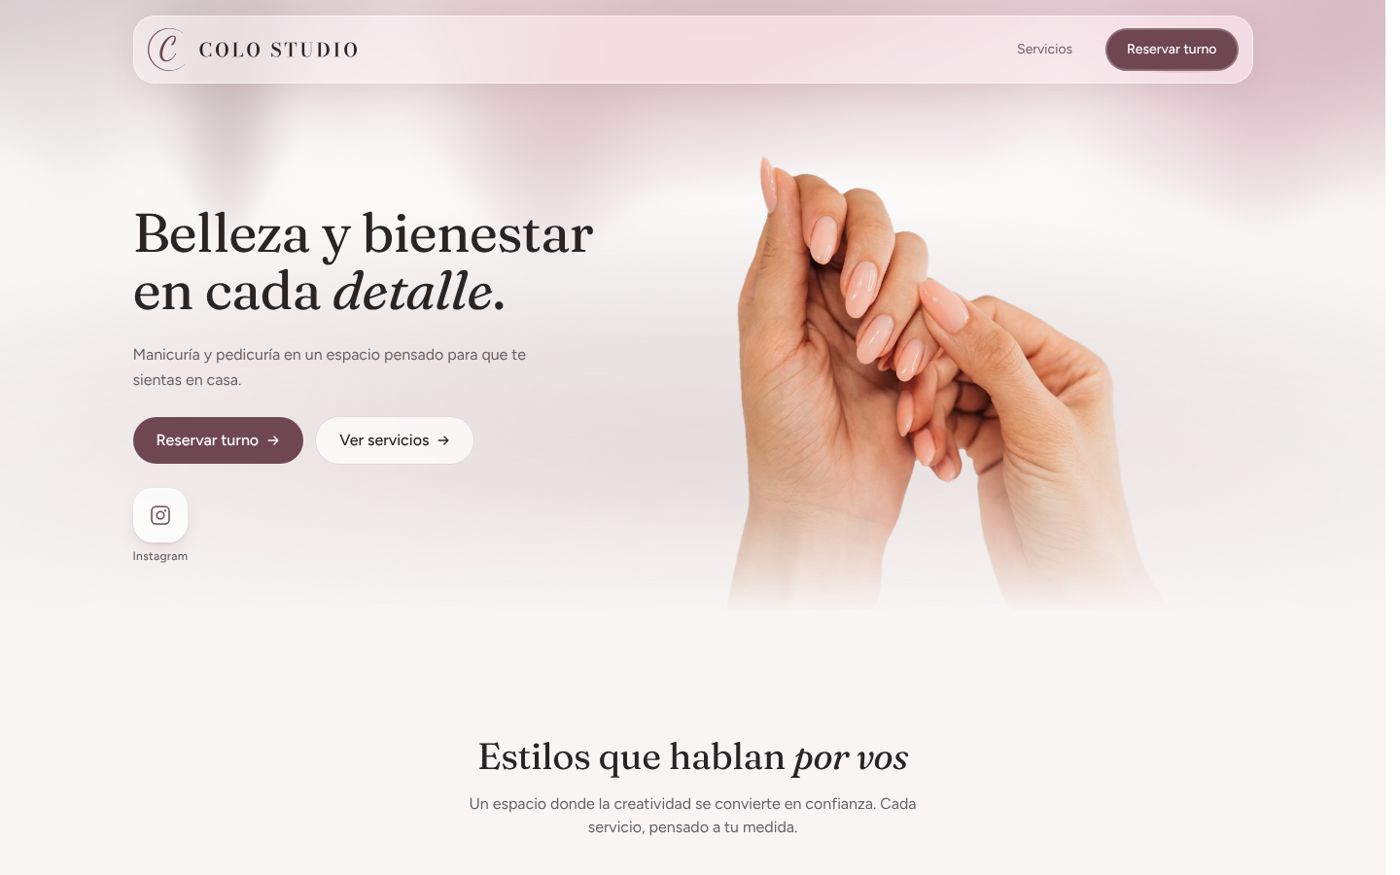 C COLO STUDIO
Servicios
Reservar turno
Belleza y bienestar
en cada detalle.
Manicuría y pedicuría en un espacio pensado para que te
sientas en casa.
Reservar turno →
Ver servicios →
Instagram
Estilos que hablan por vos
Un espacio donde la creatividad se convierte en confianza. Cada
servicio, pensado a tu medida.